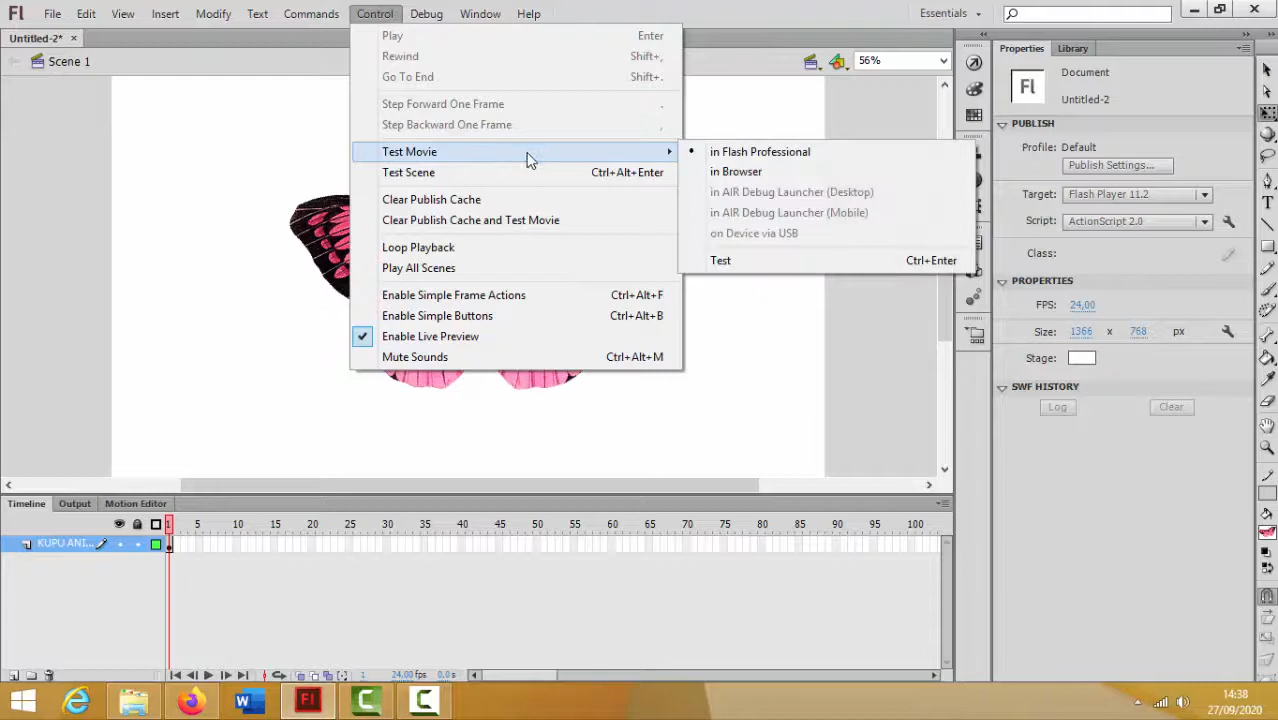 Fl File Edit View Insert Modify Text Commands Control Debug Window Help Essentials
Untitled-2* ×
Scene 1 56%
Play Enter
Rewind Shift+,
Go To End Shift+.
Step Forward One Frame .
Step Backward One Frame ,
Test Movie
Test Scene Ctrl+Alt+Enter
Clear Publish Cache
Clear Publish Cache and Test Movie
Loop Playback
Play All Scenes
Enable Simple Frame Actions Ctrl+Alt+F
Enable Simple Buttons Ctrl+Alt+B
Enable Live Preview
Mute Sounds Ctrl+Alt+M
in Flash Professional
in Browser
in AIR Debug Launcher (Desktop)
in AIR Debug Launcher (Mobile)
on Device via USB
Test Ctrl+Enter
Properties Library
Fl
Document
Untitled-2
PUBLISH
Profile: Default
Publish Settings...
Target: Flash Player 11.2
Script: ActionScript 2.0
Class:
PROPERTIES
FPS: 24,00
Size: 1366 x 768 px
Stage:
SWF HISTORY
Log Clear
Timeline Output Motion Editor
1 5 10 15 20 25 30 35 40 45 50 55 60 65 70 75 80 85 90 95 100
KUPU ANI...
1 24,00 fps 0,0 s
14:38
27/09/2020